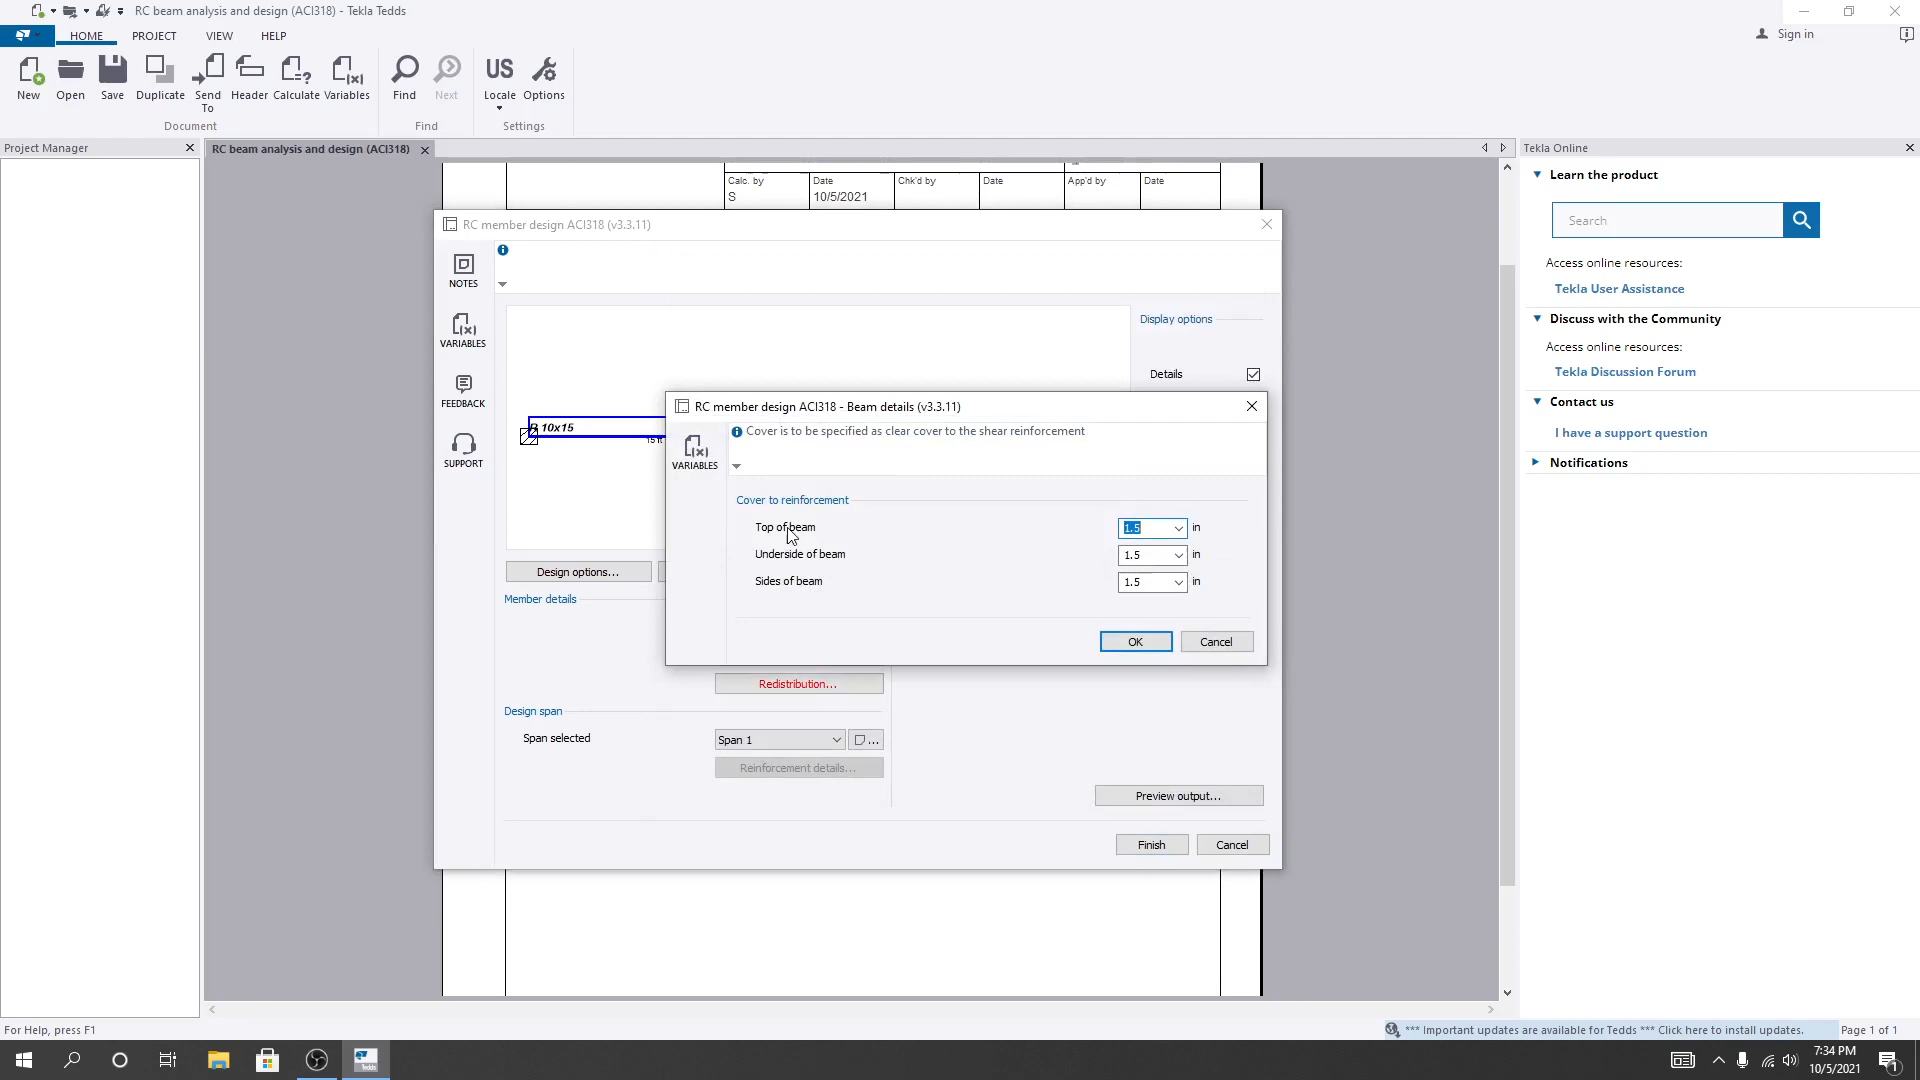 RC beam analysis and design (ACI318) - Tekla Tedds
HOME PROJECT VIEW HELP
Sign in
New Open Save Duplicate Send To Header Calculate Variables
Find Next
US
Locale Options
Document Find Settings
Project Manager
RC beam analysis and design (ACI318)
Tekla Online
Calc. by
S
Date
10/5/2021
Chk'd by
Date
App'd by
Date
RC member design ACI318 (v3.3.11)
NOTES
VARIABLES
FEEDBACK
SUPPORT
Display options
Details
R 10x15
15 ft
RC member design ACI318 - Beam details (v3.3.11)
VARIABLES
Cover is to be specified as clear cover to the shear reinforcement
Cover to reinforcement
Top of beam 1.5 in
Underside of beam 1.5 in
Sides of beam 1.5 in
OK Cancel
Design options...
Member details
Redistribution...
Design span
Span selected Span 1 ...
Reinforcement details...
Preview output...
Finish Cancel
Learn the product
Search
Access online resources:
Tekla User Assistance
Discuss with the Community
Access online resources:
Tekla Discussion Forum
Contact us
I have a support question
Notifications
For Help, press F1
*** Important updates are available for Tedds *** Click here to install updates.
Page 1 of 1
Tedds
7:34 PM
10/5/2021
1